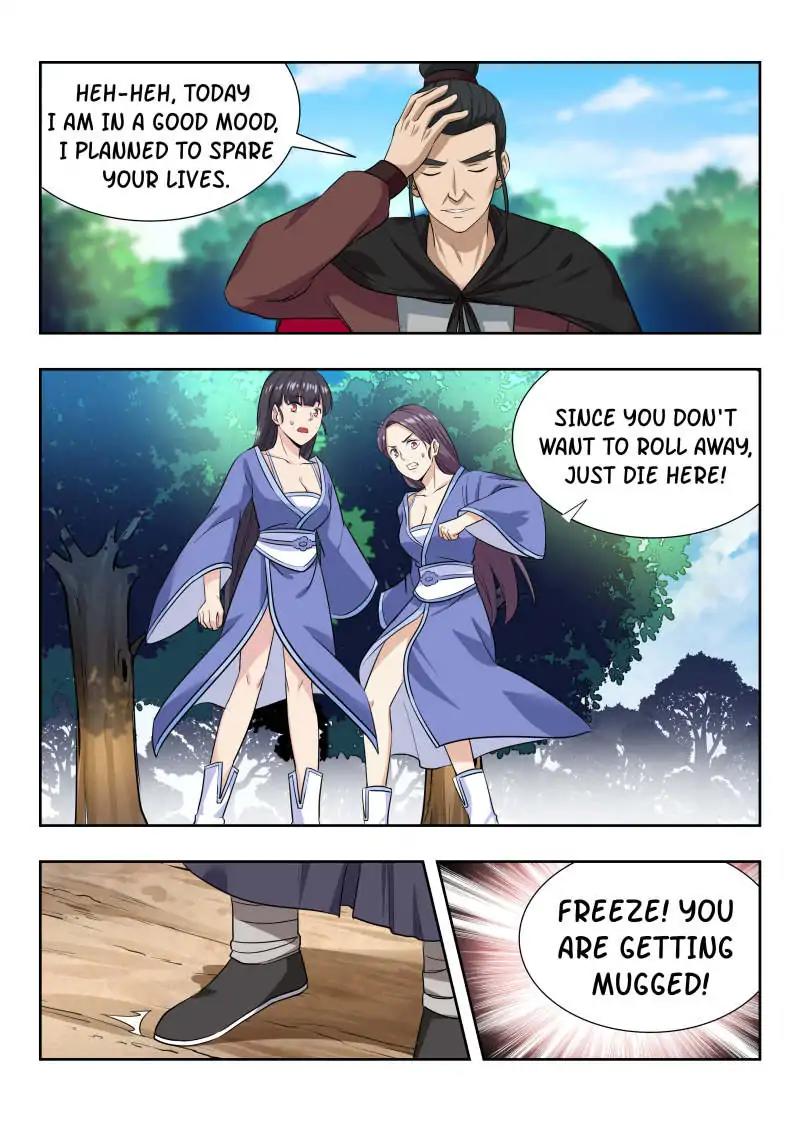 HEH-HEH, TODAY
I AM IN A GOOD MOOD,
I PLANNED TO SPARE
YOUR LIVES.
SINCE YOU DON'T
WANT TO ROLL AWAY,
JUST DIE HERE!
FREEZE! YOU
ARE GETTING
MUGGED!